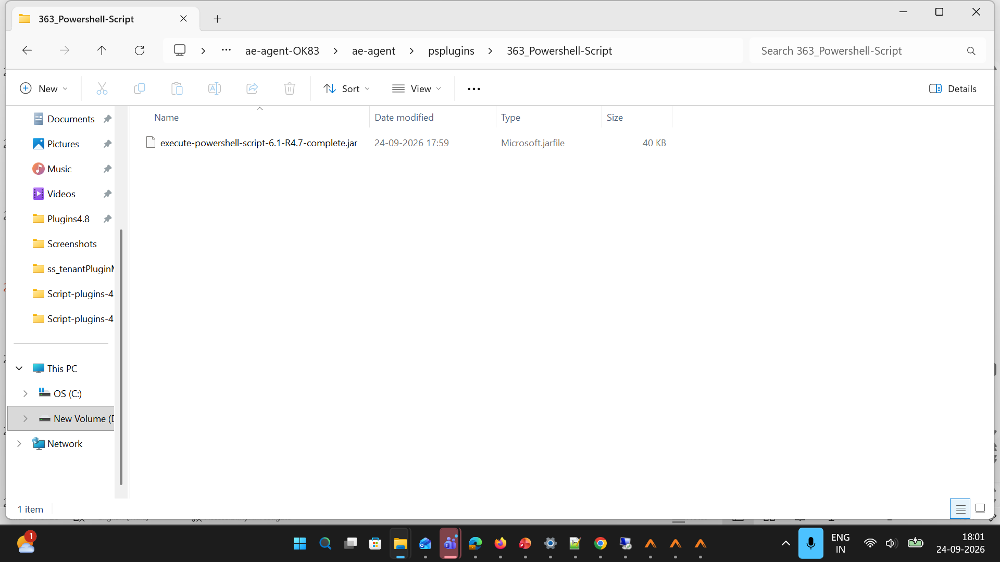 363_Powershell-Script
ae-agent-OK83
ae-agent
psplugins
363_Powershell-Script
Search 363_Powershell-Script
New
Sort
View
Details
Name
Date modified
Type
Size
execute-powershell-script-6.1-R4.7-complete.jar
24-09-2026 17:59
Microsoft.jarfile
40 KB
Documents
Pictures
Music
Videos
Plugins4.8
Screenshots
ss_tenantPlugin
Script-plugins-4
Script-plugins-4
This PC
OS (C:)
New Volume (D
Network
1 item
1
ENG
IN
18:01
24-09-2026